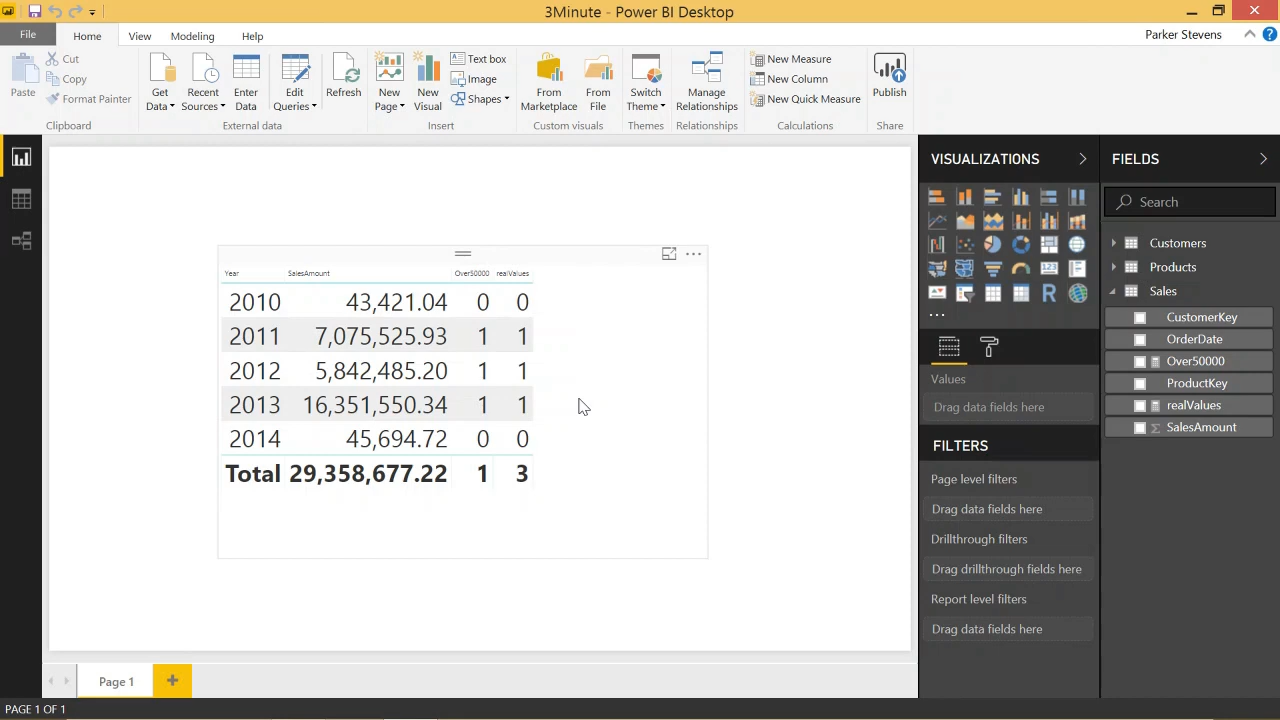 3Minute - Power BI Desktop
File Home View Modeling Help Parker Stevens
Paste
Cut
Copy
Format Painter
Clipboard
Get Data
Recent Sources
Enter Data
Edit Queries
Refresh
External data
New Page
New Visual
Text box
Image
Shapes
Insert
From Marketplace
From File
Custom visuals
Switch Theme
Themes
Manage Relationships
Relationships
New Measure
New Column
New Quick Measure
Calculations
Publish
Share
Year SalesAmount Over50000 realValues
2010 43,421.04 0 0
2011 7,075,525.93 1 1
2012 5,842,485.20 1 1
2013 16,351,550.34 1 1
2014 45,694.72 0 0
Total 29,358,677.22 1 3
VISUALIZATIONS
123
R
Values
Drag data fields here
FILTERS
Page level filters
Drag data fields here
Drillthrough filters
Drag drillthrough fields here
Report level filters
Drag data fields here
FIELDS
Search
Customers
Products
Sales
CustomerKey
OrderDate
Over50000
ProductKey
realValues
Σ SalesAmount
Page 1
PAGE 1 OF 1